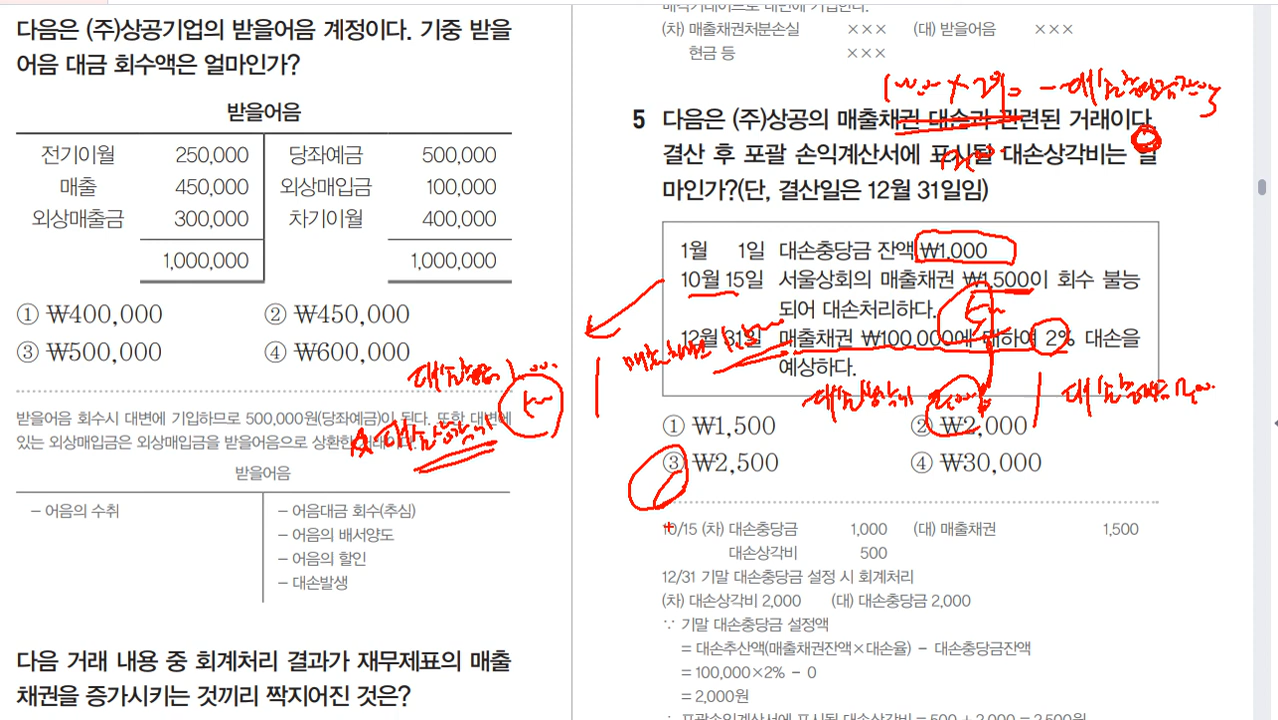 다음은 (주)상공기업의 받을어음 계정이다. 기중 받을
어음 대금 회수액은 얼마인가?
받을어음
전기이월 250,000 당좌예금 500,000
매출 450,000 외상매입금 100,000
외상매출금 300,000 차기이월 400,000
1,000,000 1,000,000
① ₩400,000 ② ₩450,000
③ ₩500,000 ④ ₩600,000
받을어음 회수시 대변에 기입하므로 500,000원(당좌예금)이 된다. 또한 대변에
있는 외상매입금은 외상매입금을 받을어음으로 상환한
받을어음
- 어음의 수취 - 어음대금 회수(추심)
- 어음의 배서양도
- 어음의 할인
- 대손발생
다음 거래 내용 중 회계처리 결과가 재무제표의 매출
채권을 증가시키는 것끼리 짝지어진 것은?
(차) 매출채권처분손실 ××× (대) 받을어음 ×××
현금 등 ×××
5 다음은 (주)상공의 매출채권 대손과 관련된 거래이다
결산 후 포괄 손익계산서에 표시될 대손상각비는 얼
마인가?(단, 결산일은 12월 31일임)
1월 1일 대손충당금 잔액 ₩1,000
10월 15일 서울상회의 매출채권 ₩1,500이 회수 불능
되어 대손처리하다.
12월 31일 매출채권 ₩100,000에 대하여 2% 대손을
예상하다.
① ₩1,500 ② ₩2,000
③ ₩2,500 ④ ₩30,000
10/15 (차) 대손충당금 1,000 (대) 매출채권 1,500
대손상각비 500
12/31 기말 대손충당금 설정 시 회계처리
(차) 대손상각비 2,000 (대) 대손충당금 2,000
∵ 기말 대손충당금 설정액
= 대손추산액(매출채권잔액×대손율) - 대손충당금잔액
= 100,000×2% - 0
= 2,000원
∴ 포괄손익계산서에 표시될 대손상각비 = 500 + 2,000 = 2,500원